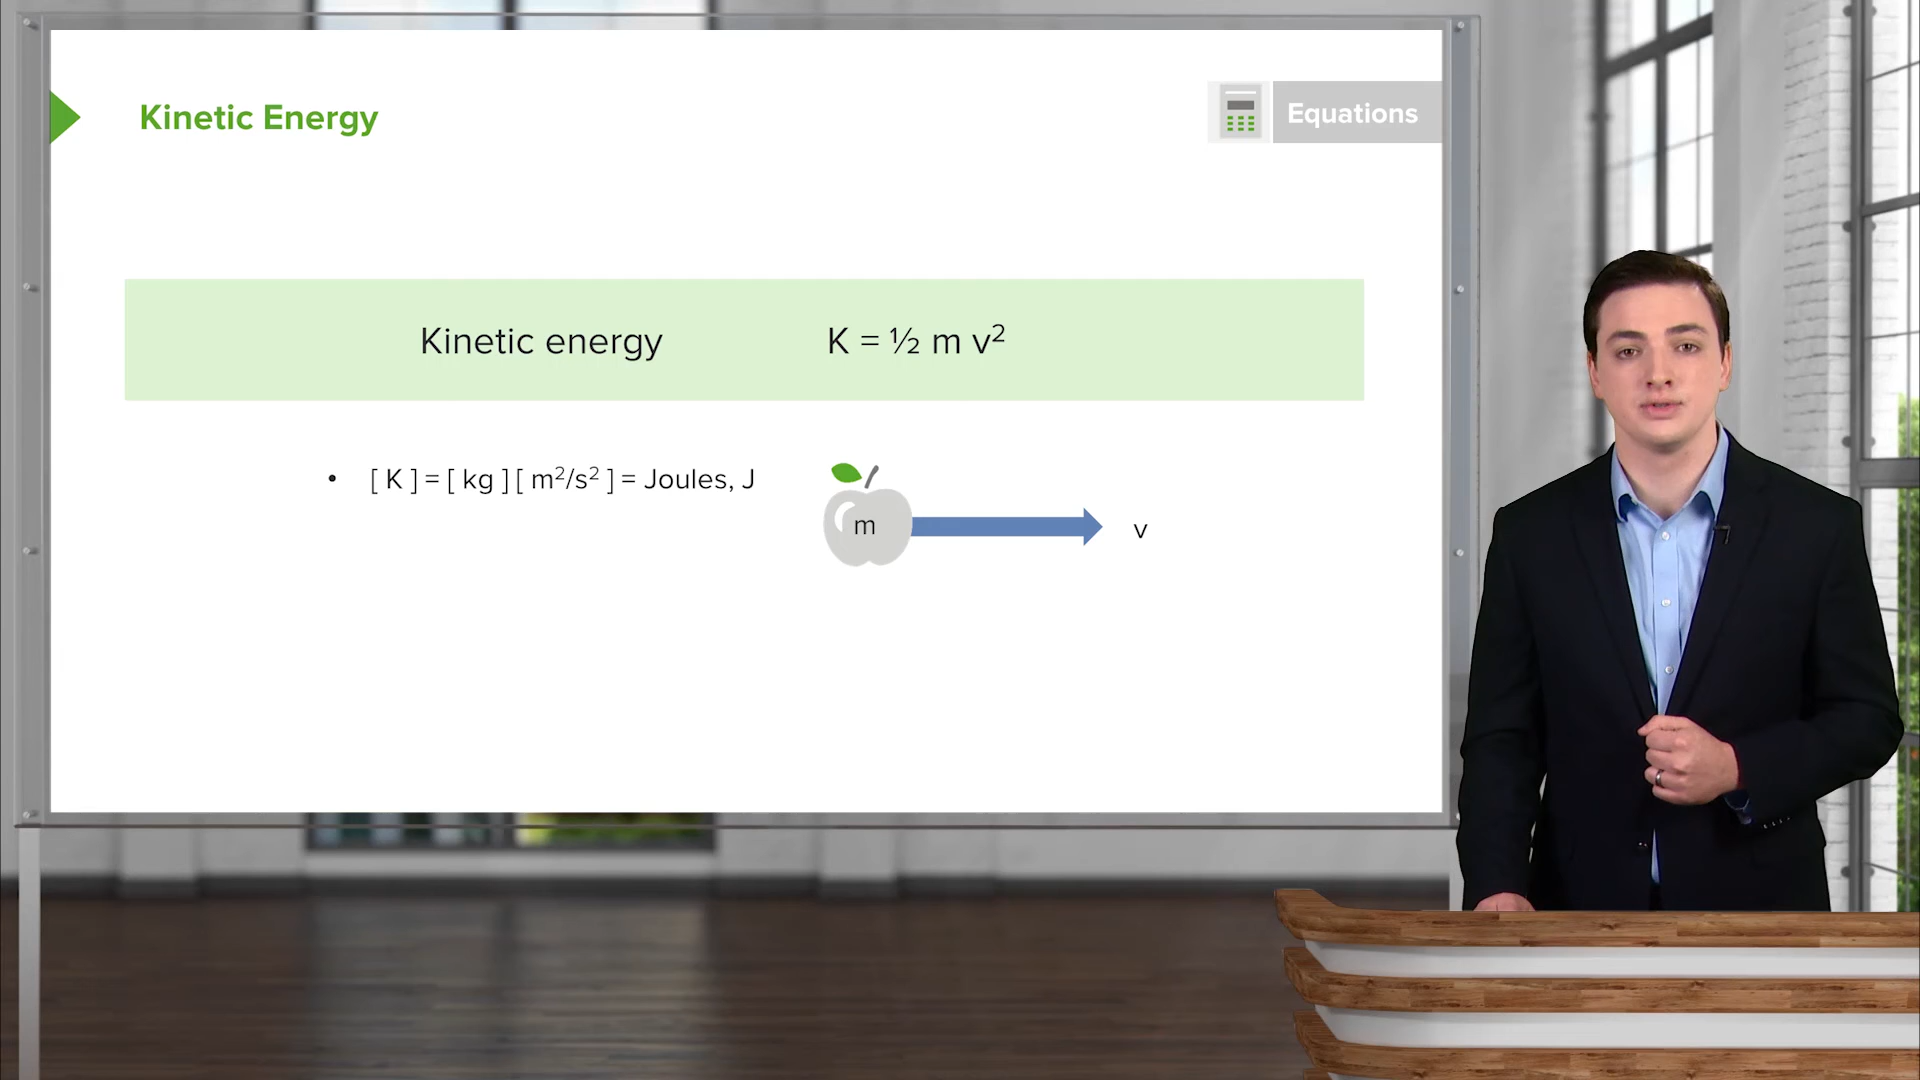 Kinetic Energy
Equations
Kinetic energy K = ½ m v²
• [ K ] = [ kg ] [ m²/s² ] = Joules, J
m
v